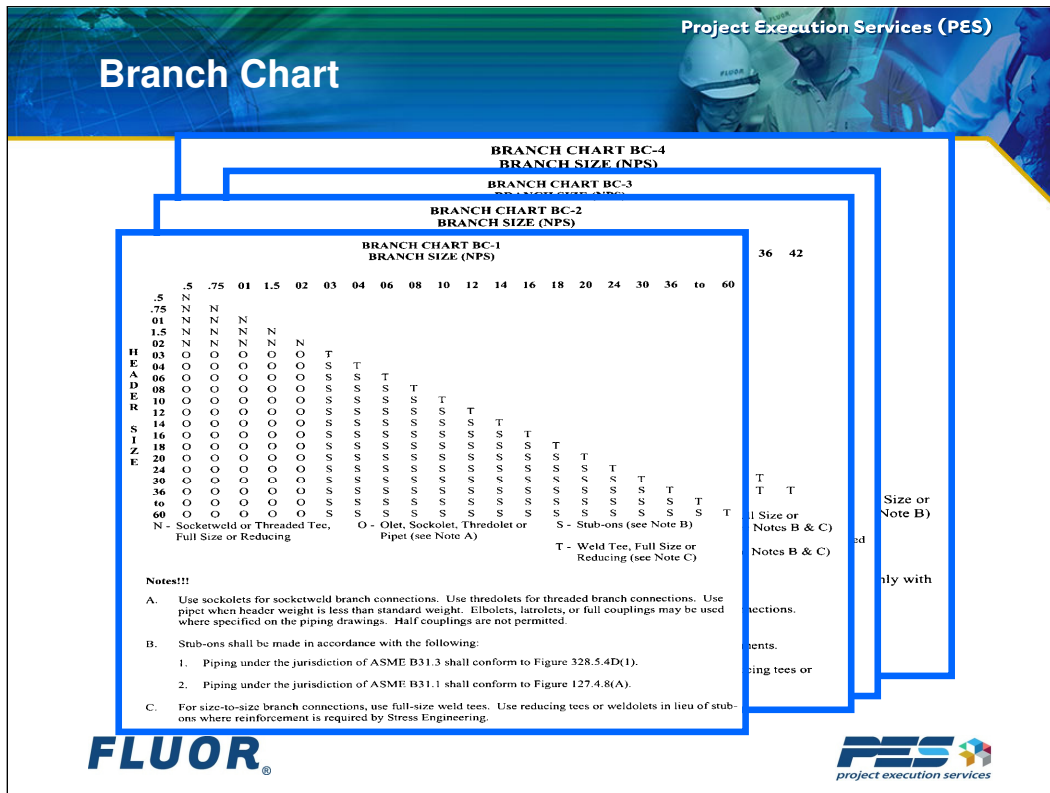 Project Execution Services (PES)
FLUOR
Branch Chart
BRANCH CHART BC-4
BRANCH SIZE (NPS)
BRANCH CHART BC-3
BRANCH CHART BC-2
BRANCH SIZE (NPS)
36 42
BRANCH CHART BC-1
BRANCH SIZE (NPS)
.5 .75 01 1.5 02 03 04 06 08 10 12 14 16 18 20 24 30 36 to 60
HEADER SIZE
.5 N
.75 N N
01 N N N
1.5 N N N N
02 N N N N N
03 O O O O O T
04 O O O O O S T
06 O O O O O S S T
08 O O O O O S S S T
10 O O O O O S S S S T
12 O O O O O S S S S S T
14 O O O O O S S S S S S T
16 O O O O O S S S S S S S T
18 O O O O O S S S S S S S S T
20 O O O O O S S S S S S S S S T
24 O O O O O S S S S S S S S S S T
30 O O O O O S S S S S S S S S S S T
36 O O O O O S S S S S S S S S S S S T
to O O O O O S S S S S S S S S S S S S T
60 O O O O O S S S S S S S S S S S S S S T
T
T T
N - Socketweld or Threaded Tee, Full Size or Reducing
O - Olet, Sockolet, Thredolet or Pipet (see Note A)
S - Stub-ons (see Note B)
T - Weld Tee, Full Size or Reducing (see Note C)
Size or
Note B)
Size or
Notes B & C)
ed
Notes B & C)
only with
nections.
ments.
cing tees or
Notes!!!
A. Use sockolets for socketweld branch connections. Use thredolets for threaded branch connections. Use
pipet when header weight is less than standard weight. Elbolets, latrolets, or full couplings may be used
where specified on the piping drawings. Half couplings are not permitted.
B. Stub-ons shall be made in accordance with the following:
1. Piping under the jurisdiction of ASME B31.3 shall conform to Figure 328.5.4D(1).
2. Piping under the jurisdiction of ASME B31.1 shall conform to Figure 127.4.8(A).
C. For size-to-size branch connections, use full-size weld tees. Use reducing tees or weldolets in lieu of stub-
ons where reinforcement is required by Stress Engineering.
FLUOR®
PES
project execution services